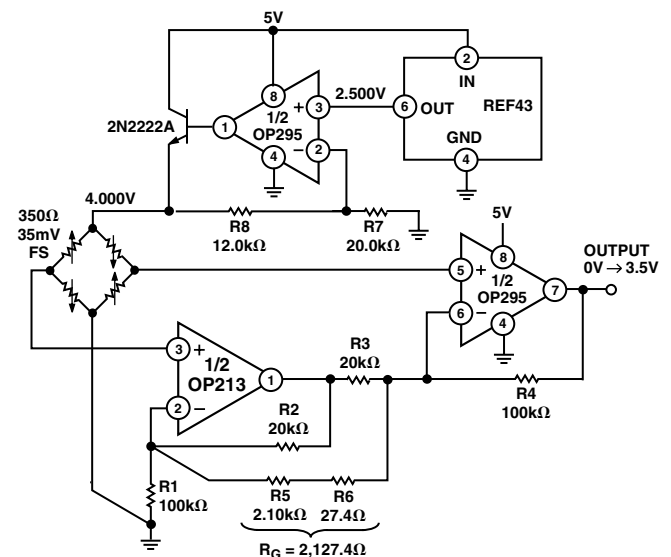 5V
2
IN
8
2N2222A
1
+
3
2.500V
6
OUT
REF43
1/2
OP295
–
2
GND
4
4
4.000V
350Ω
35mV
FS
R8
12.0kΩ
R7
20.0kΩ
5V
8
OUTPUT
0V → 3.5V
5
+
1/2
OP295
7
6
–
4
3
+
1/2
OP213
1
2
–
R3
20kΩ
R4
100kΩ
R2
20kΩ
R1
100kΩ
R5
2.10kΩ
R6
27.4Ω
RG = 2,127.4Ω